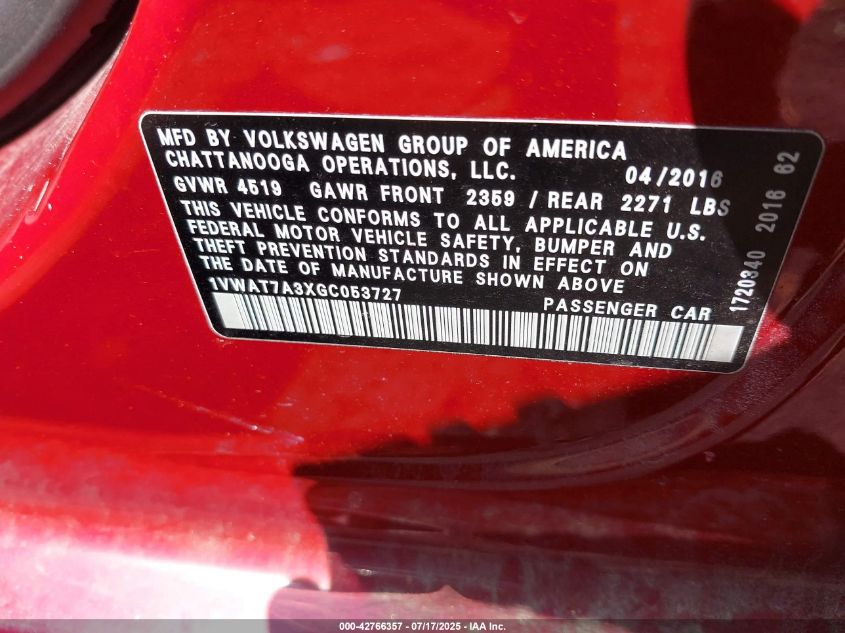 MFD BY VOLKSWAGEN GROUP OF AMERICA
CHATTANOOGA OPERATIONS, LLC. 04/2016
GVWR 4519 GAWR FRONT 2359 / REAR 2271 LBS
THIS VEHICLE CONFORMS TO ALL APPLICABLE U.S.
FEDERAL MOTOR VEHICLE SAFETY, BUMPER AND
THEFT PREVENTION STANDARDS IN EFFECT ON
THE DATE OF MANUFACTURE SHOWN ABOVE
1VWAT7A3XGC053727 PASSENGER CAR
1720340 2016 62
000-42766357 - 07/17/2025 - IAA Inc.